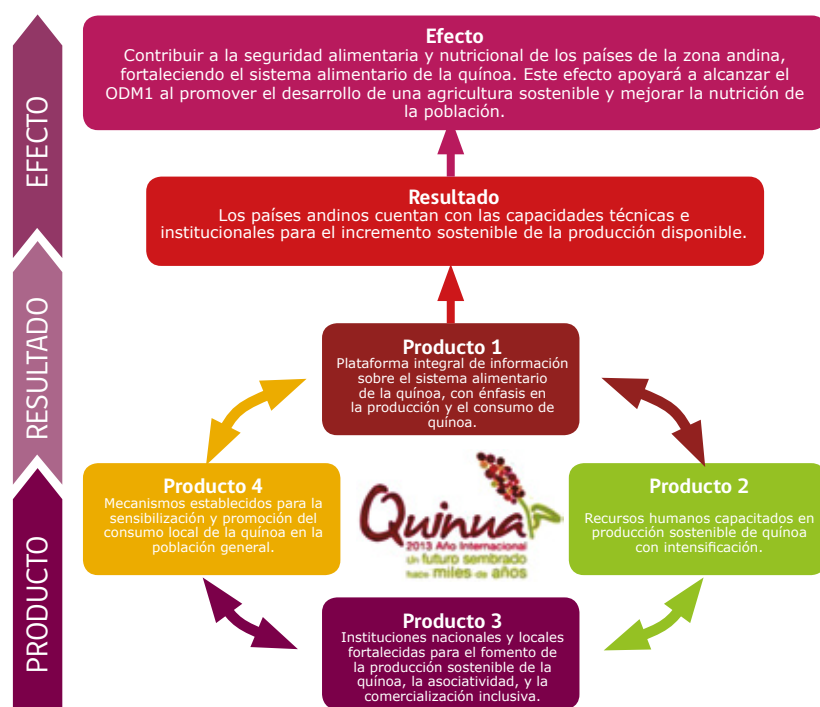 Efecto
Contribuir a la seguridad alimentaria y nutricional de los países de la zona andina,
fortaleciendo el sistema alimentario de la quínoa. Este efecto apoyará a alcanzar el
ODM1 al promover el desarrollo de una agricultura sostenible y mejorar la nutrición de
la población.
EFECTO
Resultado
Los países andinos cuentan con las capacidades técnicas e
institucionales para el incremento sostenible de la producción disponible.
RESULTADO
Producto 1
Plataforma integral de información
sobre el sistema alimentario
de la quínoa, con énfasis en
la producción y el consumo de
quínoa.
Producto 4
Mecanismos establecidos para la
sensibilización y promoción del
consumo local de la quínoa en la
población general.
Quinua
2013 Año Internacional
un futuro sembrado
hace miles de años
Producto 2
Recursos humanos capacitados en
producción sostenible de quínoa
con intensificación.
PRODUCTO
Producto 3
Instituciones nacionales y locales
fortalecidas para el fomento de
la producción sostenible de la
quínoa, la asociatividad, y la
comercialización inclusiva.